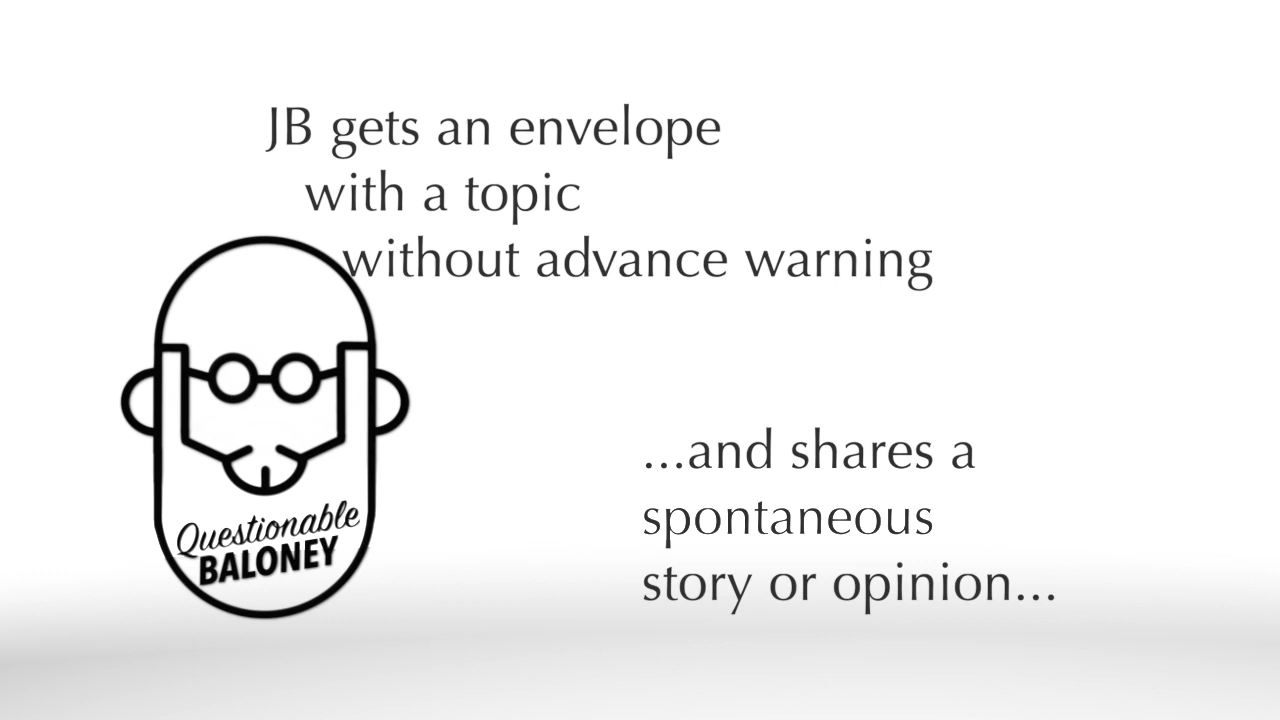 JB gets an envelope
with a topic
without advance warning
...and shares a
spontaneous
story or opinion...
Questionable
BALONEY